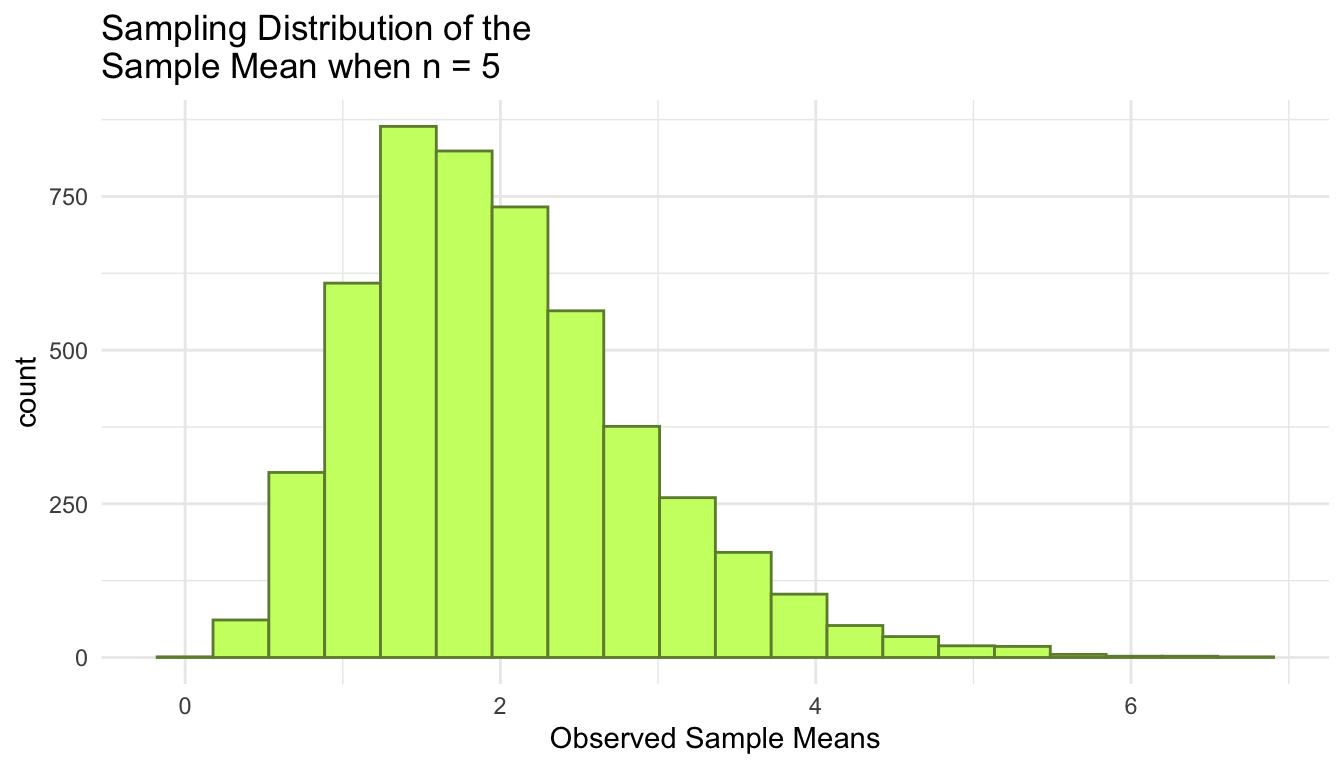 Sampling Distribution of the
Sample Mean when n = 5
750
500
250
0
count
0 2 4 6
Observed Sample Means